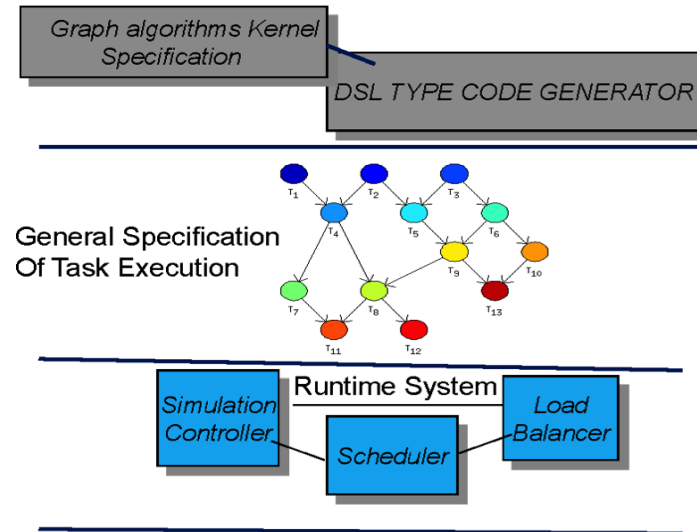 Graph algorithms Kernel
Specification
DSL TYPE CODE GENERATOR
T1
T2
T3
T4
T5
T6
General Specification
Of Task Execution
T9
T10
T7
T8
T13
T11
T12
Runtime System
Simulation
Controller
Load
Balancer
Scheduler